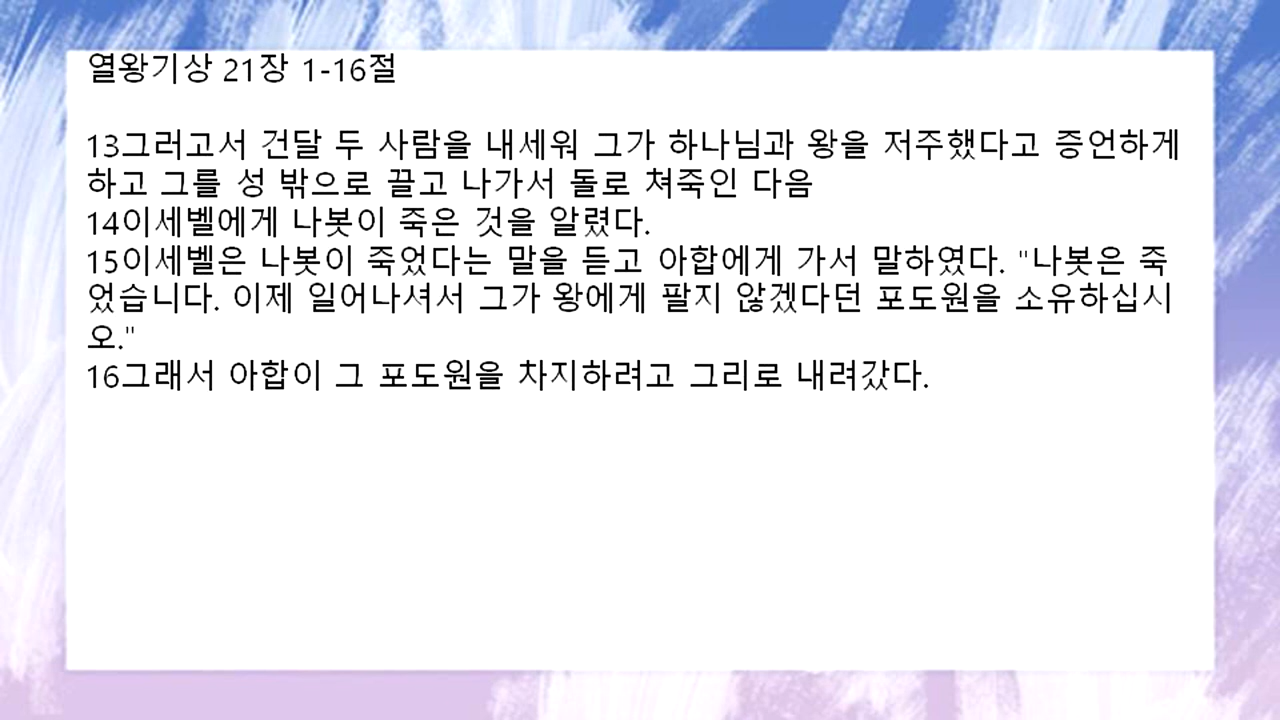 열왕기상 21장 1-16절
13그러고서 건달 두 사람을 내세워 그가 하나님과 왕을 저주했다고 증언하게
하고 그를 성 밖으로 끌고 나가서 돌로 쳐죽인 다음
14이세벨에게 나봇이 죽은 것을 알렸다.
15이세벨은 나봇이 죽었다는 말을 듣고 아합에게 가서 말하였다. "나봇은 죽
었습니다. 이제 일어나셔서 그가 왕에게 팔지 않겠다던 포도원을 소유하십시
오."
16그래서 아합이 그 포도원을 차지하려고 그리로 내려갔다.